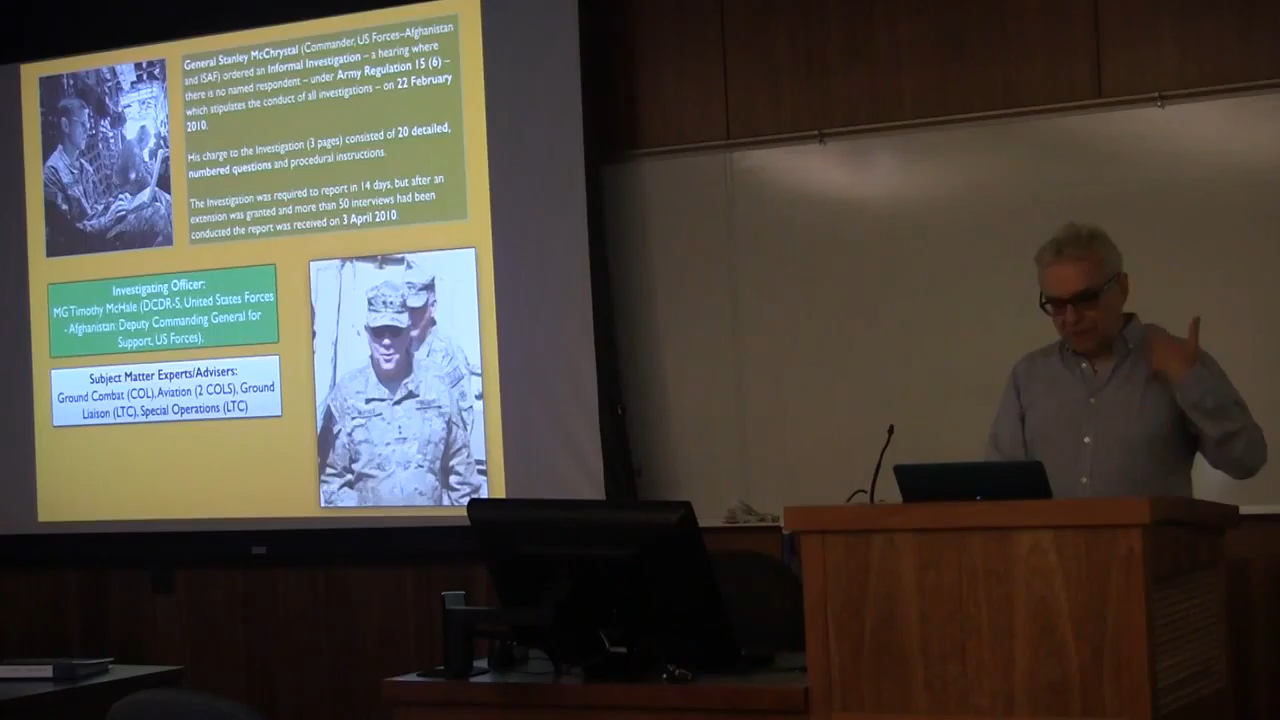 General Stanley McChrystal (Commander, US Forces–Afghanistan
and ISAF) ordered an Informal Investigation – a hearing where
there is no named respondent – under Army Regulation 15 (6) –
which stipulates the conduct of all investigations – on 22 February
2010.
His charge to the Investigation (3 pages) consisted of 20 detailed,
numbered questions and procedural instructions.
The Investigation was required to report in 14 days, but after an
extension was granted and more than 50 interviews had been
conducted the report was received on 3 April 2010.
Investigating Officer:
MG Timothy McHale (DCDR-S, United States Forces
- Afghanistan: Deputy Commanding General for
Support, US Forces).
Subject Matter Experts/Advisers:
Ground Combat (COL), Aviation (2 COLS), Ground
Liaison (LTC), Special Operations (LTC)